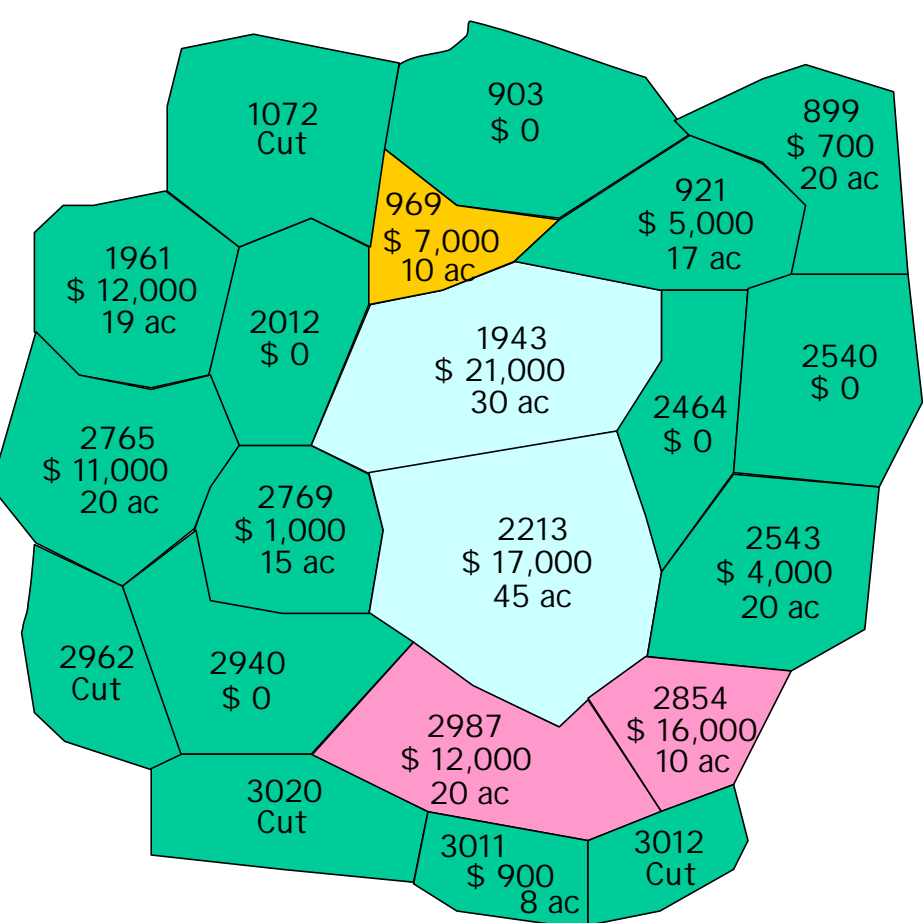 903
$ 0
1072
Cut
899
$ 700
20 ac
969
$ 7,000
10 ac
921
$ 5,000
17 ac
1961
$ 12,000
19 ac
2012
$ 0
1943
$ 21,000
30 ac
2540
$ 0
2464
$ 0
2765
$ 11,000
20 ac
2769
$ 1,000
15 ac
2213
$ 17,000
45 ac
2543
$ 4,000
20 ac
2962
Cut
2940
$ 0
2987
$ 12,000
20 ac
2854
$ 16,000
10 ac
3020
Cut
3011
$ 900
8 ac
3012
Cut